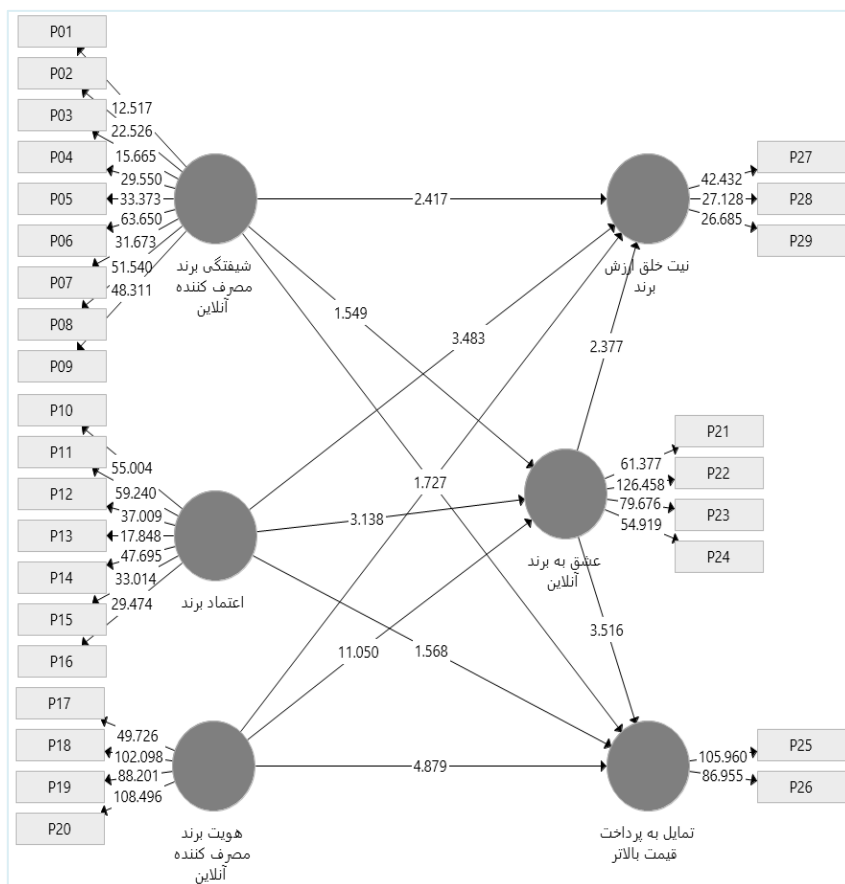 P01
P02
P03
P04
P05
P06
P07
P08
P09
12.517
22.526
15.665
29.550
33.373
63.650
31.673
51.540
48.311
شیفتگی برند
مصرف کننده
آنلاین
P10
P11
P12
P13
P14
P15
P16
55.004
59.240
37.009
17.848
47.695
33.014
29.474
اعتماد برند
P17
P18
P19
P20
49.726
102.098
88.201
108.496
هویت برند
مصرف کننده
آنلاین
2.417
1.549
3.483
1.727
3.138
11.050
1.568
4.879
2.377
3.516
نیت خلق ارزش
برند
42.432
27.128
26.685
P27
P28
P29
عشق به برند
آنلاین
61.377
126.458
79.676
54.919
P21
P22
P23
P24
تمایل به پرداخت
قیمت بالاتر
105.960
86.955
P25
P26